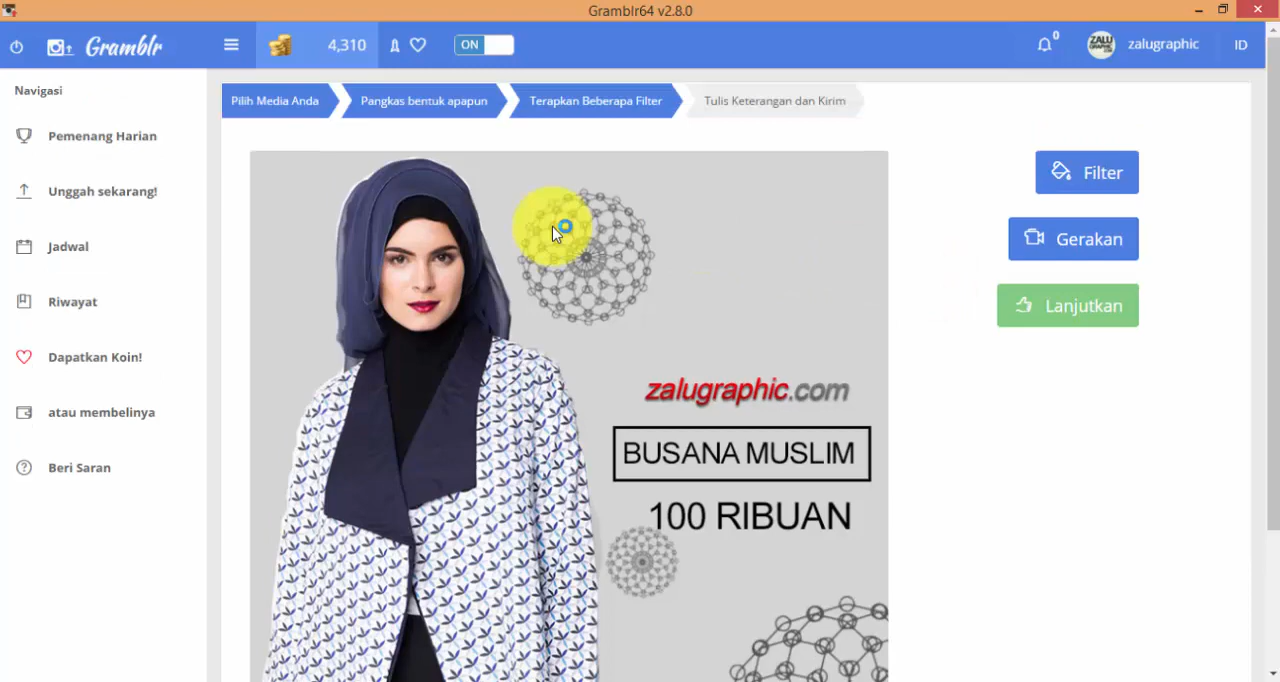 Gramblr64 v2.8.0
Gramblr
4,310
ON
0
ZALU GRAPHIC
zalugraphic
ID
Navigasi
Pemenang Harian
Unggah sekarang!
Jadwal
Riwayat
Dapatkan Koin!
atau membelinya
Beri Saran
Pilih Media Anda
Pangkas bentuk apapun
Terapkan Beberapa Filter
Tulis Keterangan dan Kirim
zalugraphic.com
BUSANA MUSLIM
100 RIBUAN
Filter
Gerakan
Lanjutkan